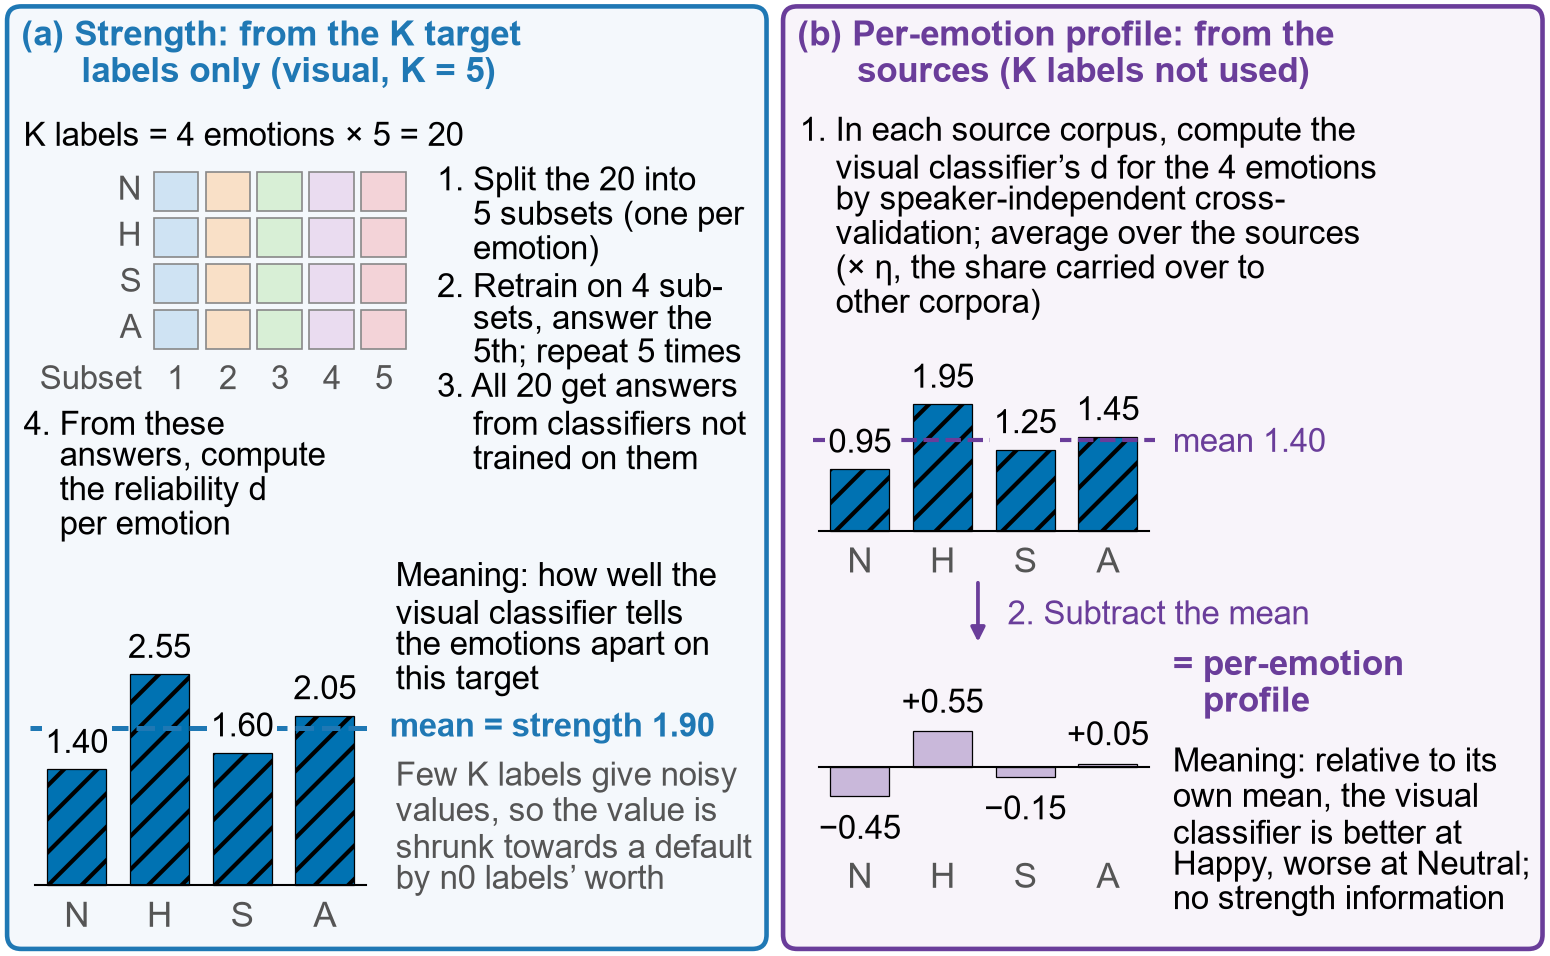 (a) Strength: from the K target
labels only (visual, K = 5)
K labels = 4 emotions × 5 = 20
N
H
S
A
Subset 1 2 3 4 5
1. Split the 20 into
5 subsets (one per
emotion)
2. Retrain on 4 sub-
sets, answer the
5th; repeat 5 times
3. All 20 get answers
from classifiers not
trained on them
4. From these
answers, compute
the reliability d
per emotion
Meaning: how well the
visual classifier tells
the emotions apart on
this target
2.55
2.05
1.60
1.40
mean = strength 1.90
Few K labels give noisy
values, so the value is
shrunk towards a default
by n0 labels’ worth
N H S A
(b) Per-emotion profile: from the
sources (K labels not used)
1. In each source corpus, compute the
visual classifier’s d for the 4 emotions
by speaker-independent cross-
validation; average over the sources
(× η, the share carried over to
other corpora)
1.95
1.45
1.25
0.95
mean 1.40
N H S A
2. Subtract the mean
= per-emotion
profile
+0.55
+0.05
−0.15
−0.45
N H S A
Meaning: relative to its
own mean, the visual
classifier is better at
Happy, worse at Neutral;
no strength information